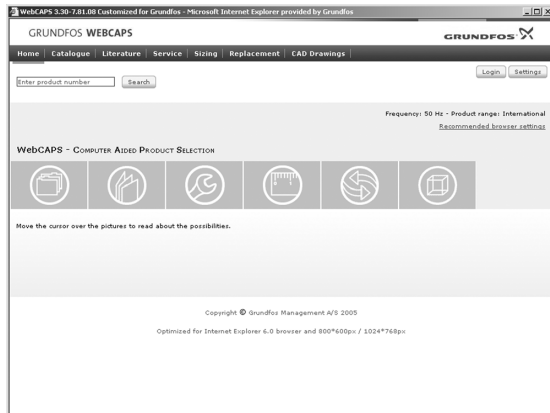 WebCAPS 3.30-7.81.08 Customized for Grundfos - Microsoft Internet Explorer provided by Grundfos
GRUNDFOS WEBCAPS
GRUNDFOS
Home Catalogue Literature Service Sizing Replacement CAD Drawings
Login Settings
Enter product number Search
Frequency: 50 Hz - Product range: International
Recommended browser settings
WebCAPS - Computer Aided Product Selection
Move the cursor over the pictures to read about the possibilities.
Copyright © Grundfos Management A/S 2005
Optimized for Internet Explorer 6.0 browser and 800*600px / 1024*768px